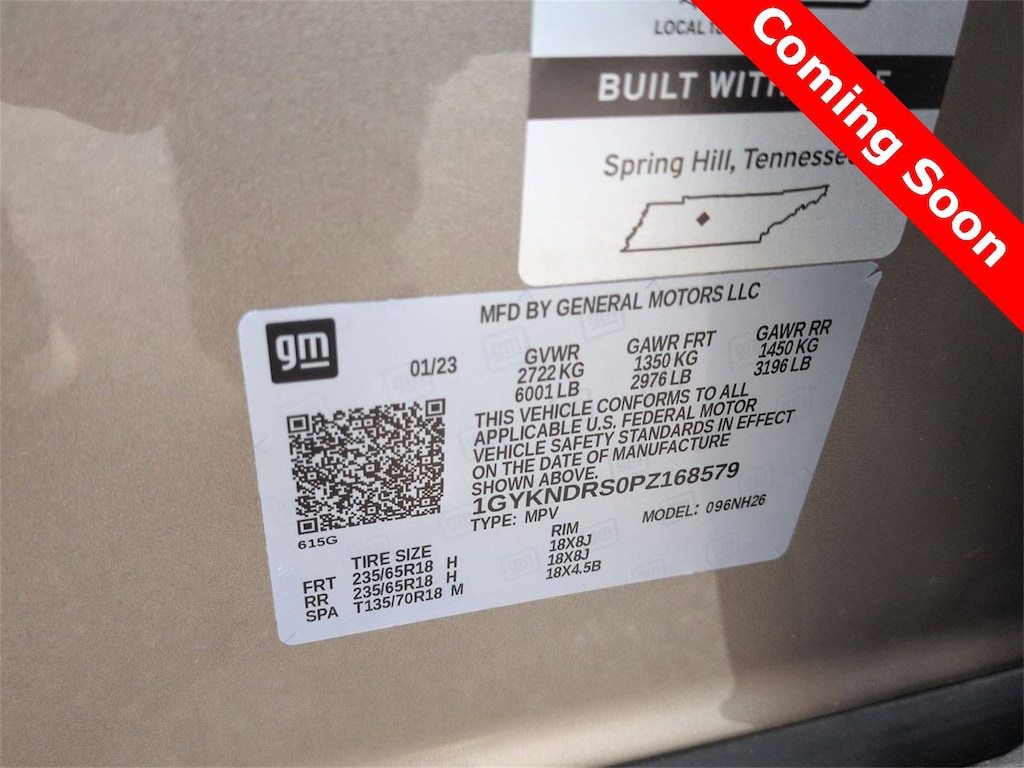 LOCAL
BUILT
Spring Hill, Tennessee
Coming Soon
gm
MFD BY GENERAL MOTORS LLC
01/23
GVWR
2722 KG
6001 LB
GAWR FRT
1350 KG
2976 LB
GAWR RR
1450 KG
3196 LB
THIS VEHICLE CONFORMS TO ALL
APPLICABLE U.S. FEDERAL MOTOR
VEHICLE SAFETY STANDARDS IN EFFECT
ON THE DATE OF MANUFACTURE
SHOWN ABOVE.
1GYKNDRS0PZ168579
TYPE: MPV
MODEL: 096NH26
615G
TIRE SIZE
RIM
FRT 235/65R18 H 18X8J
RR 235/65R18 H 18X8J
SPA T135/70R18 M 18X4.5B